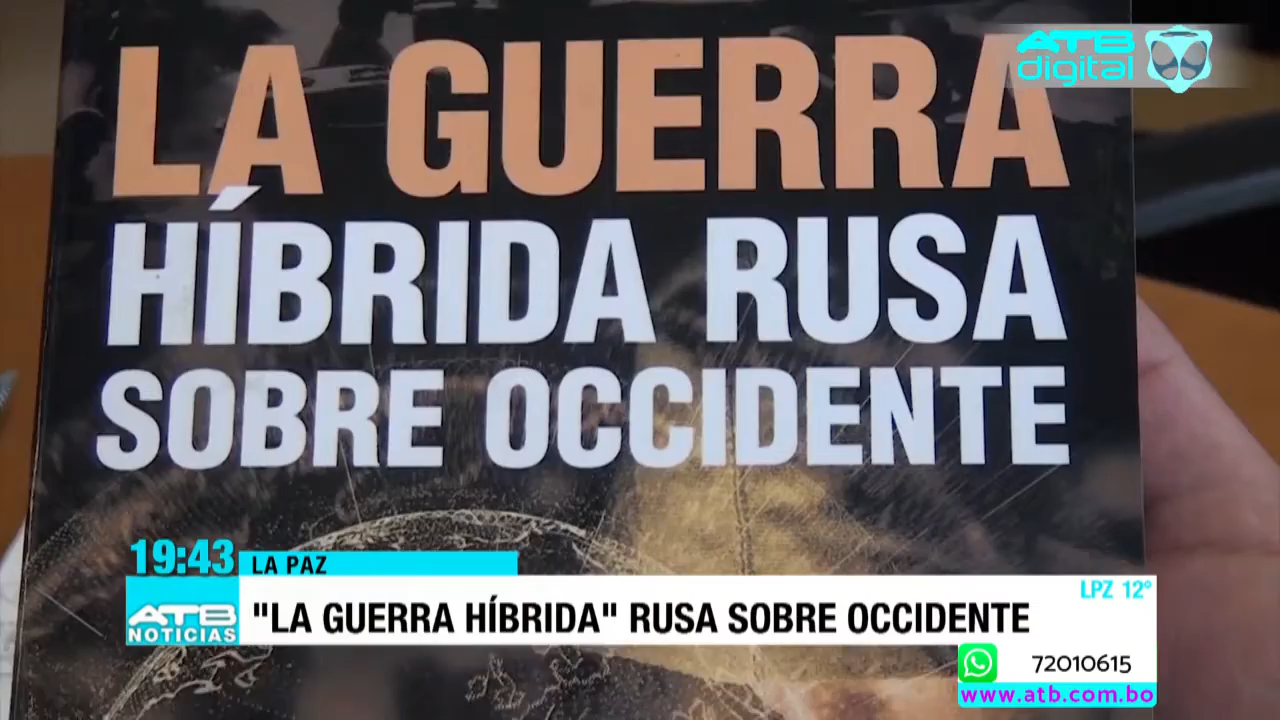 LA GUERRA
HÍBRIDA RUSA
SOBRE OCCIDENTE
ATB
digital
19:43
LA PAZ
ATB
NOTICIAS
"LA GUERRA HÍBRIDA" RUSA SOBRE OCCIDENTE
LPZ 12°
72010615
www.atb.com.bo